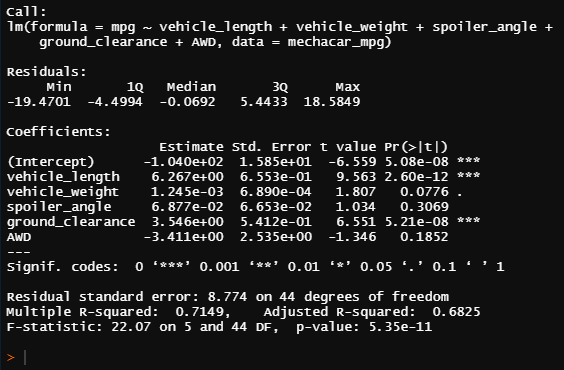 Call:
lm(formula = mpg ~ vehicle_length + vehicle_weight + spoiler_angle +
    ground_clearance + AWD, data = mechacar_mpg)

Residuals:
     Min       1Q   Median       3Q      Max
-19.4701  -4.4994  -0.0692   5.4433  18.5849

Coefficients:
                   Estimate Std. Error t value Pr(>|t|)
(Intercept)      -1.040e+02  1.585e+01  -6.559 5.08e-08 ***
vehicle_length    6.267e+00  6.553e-01   9.563 2.60e-12 ***
vehicle_weight    1.245e-03  6.890e-04   1.807   0.0776 .
spoiler_angle     6.877e-02  6.653e-02   1.034   0.3069
ground_clearance  3.546e+00  5.412e-01   6.551 5.21e-08 ***
AWD              -3.411e+00  2.535e+00  -1.346   0.1852
---
Signif. codes:  0 ‘***’ 0.001 ‘**’ 0.01 ‘*’ 0.05 ‘.’ 0.1 ‘ ’ 1

Residual standard error: 8.774 on 44 degrees of freedom
Multiple R-squared:  0.7149,	Adjusted R-squared:  0.6825
F-statistic: 22.07 on 5 and 44 DF,  p-value: 5.35e-11

>